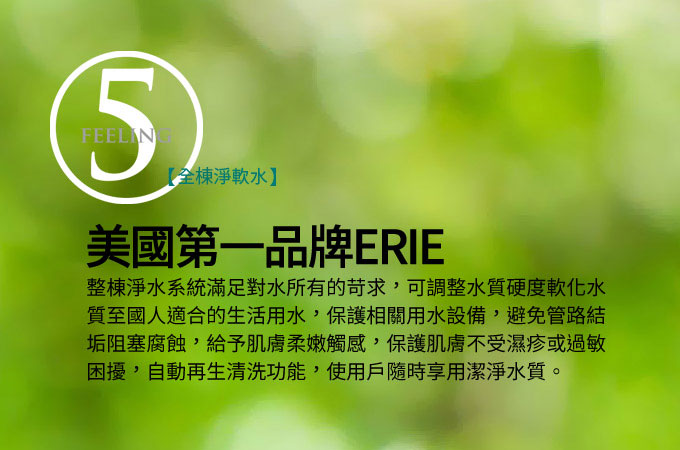 5
FEELING
【全棟淨軟水】
美國第一品牌ERIE
整棟淨水系統滿足對水所有的苛求，可調整水質硬度軟化水
質至國人適合的生活用水，保護相關用水設備，避免管路結
垢阻塞腐蝕，給予肌膚柔嫩觸感，保護肌膚不受濕疹或過敏
困擾，自動再生清洗功能，使用戶隨時享用潔淨水質。